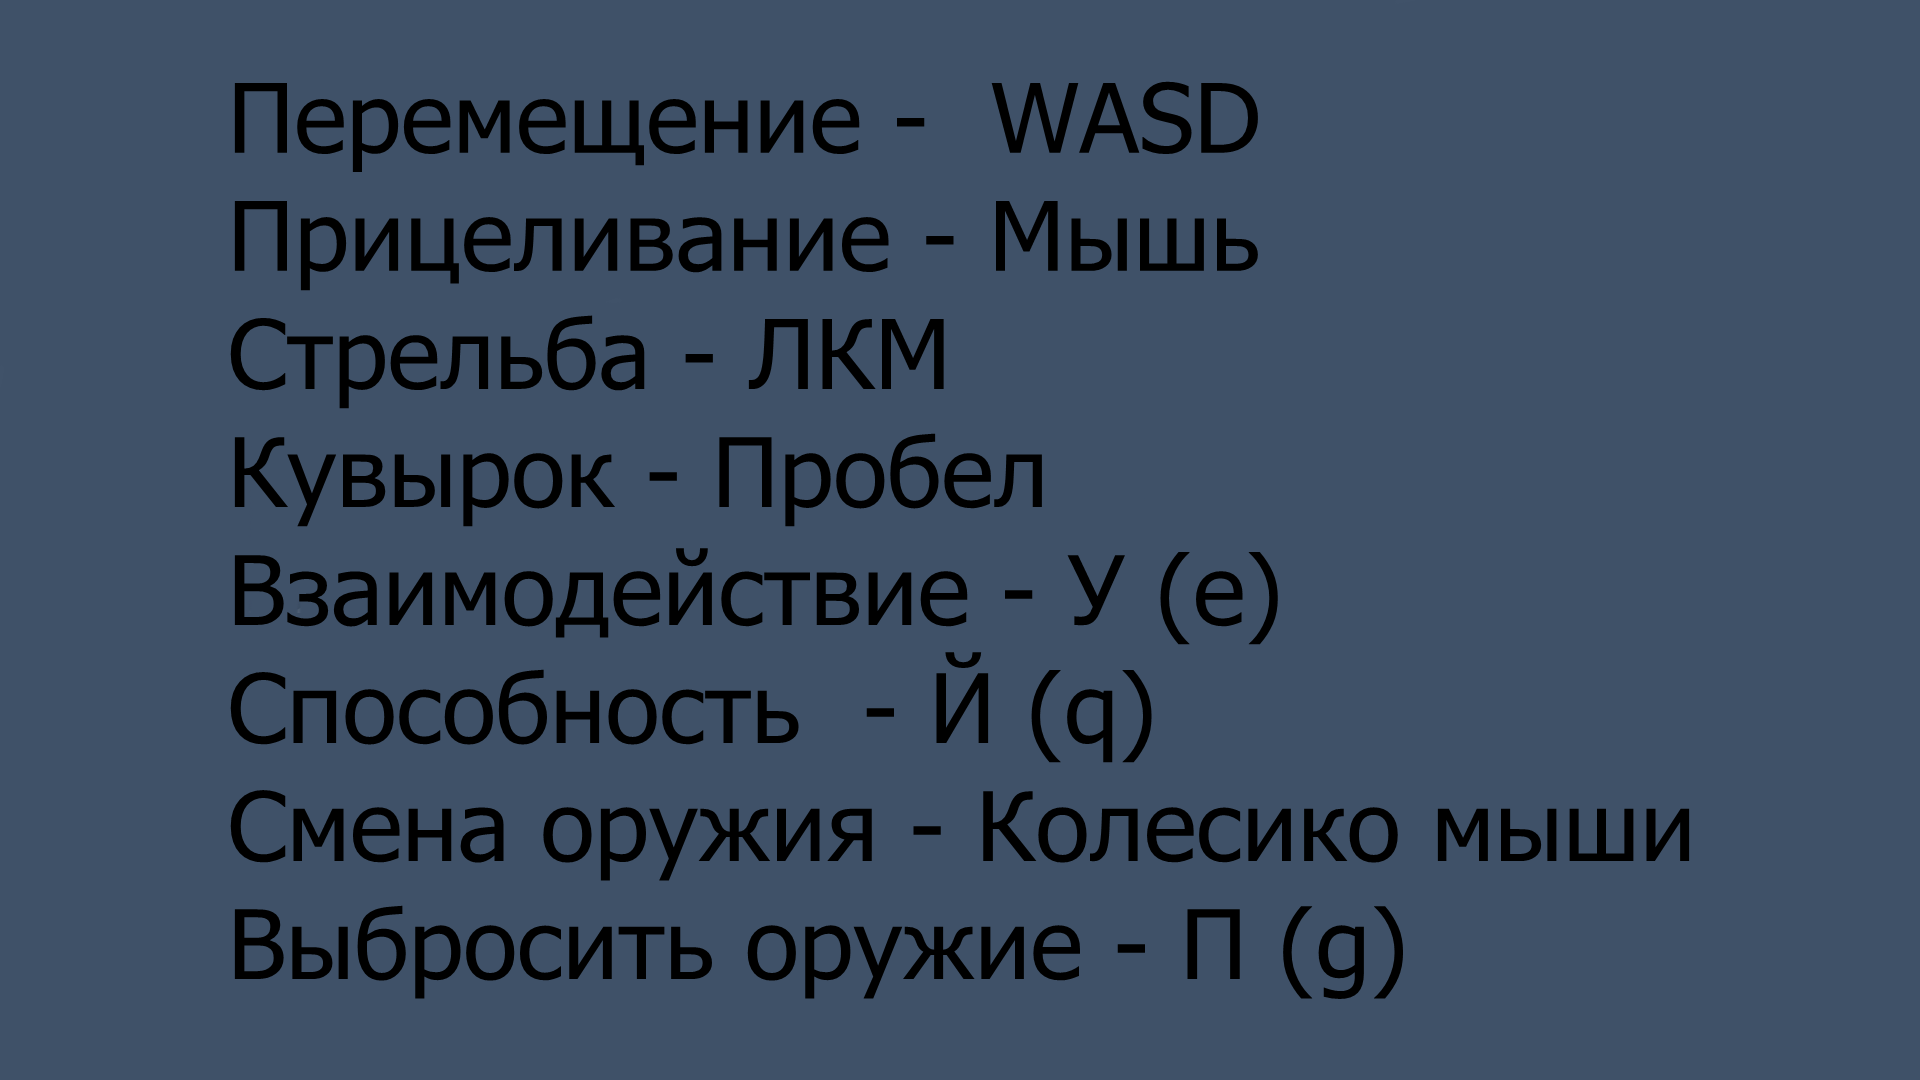 Перемещение -  WASD
Прицеливание - Мышь
Стрельба - ЛКМ
Кувырок - Пробел
Взаимодействие - У (e)
Способность  - Й (q)
Смена оружия - Колесико мыши
Выбросить оружие - П (g)